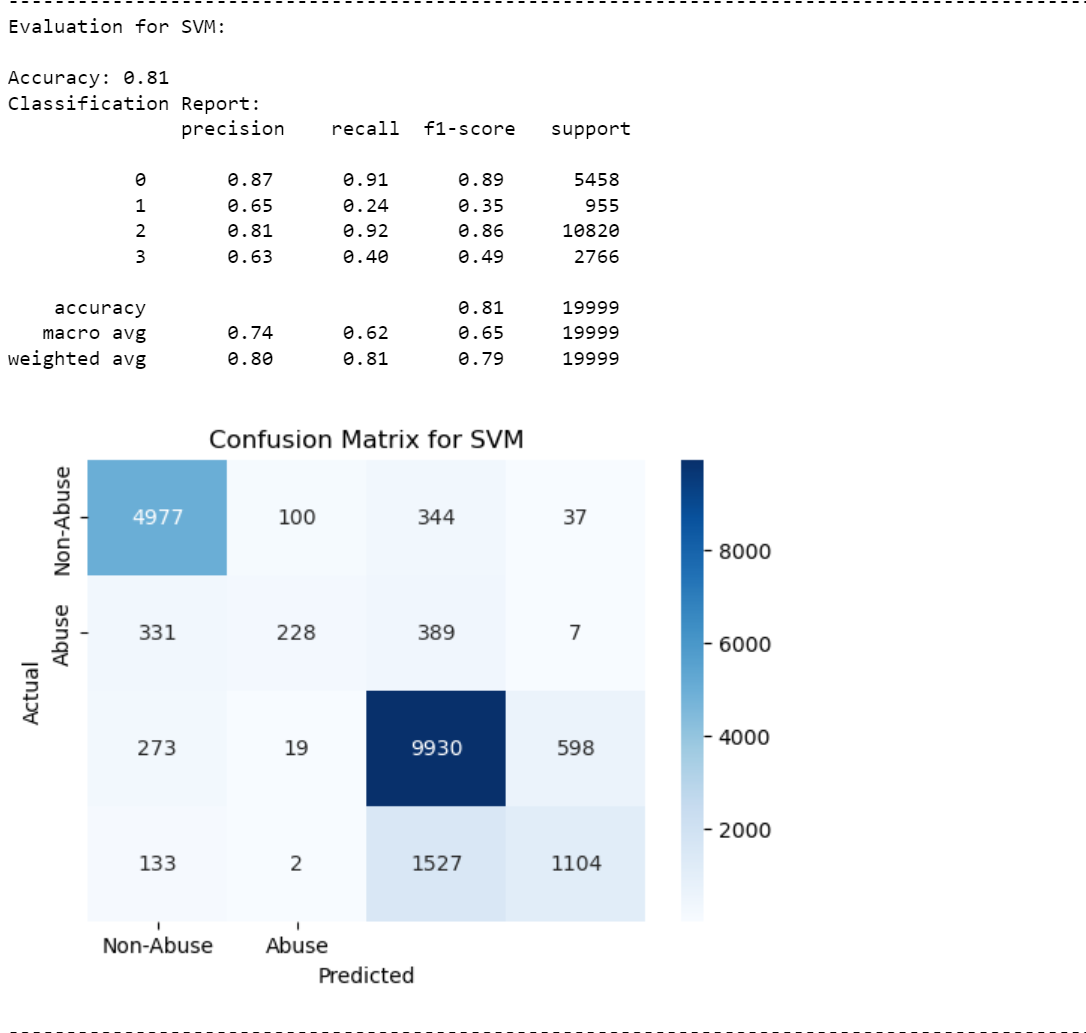 Evaluation for SVM:
Accuracy: 0.81
Classification Report:
precision recall f1-score support
0 0.87 0.91 0.89 5458
1 0.65 0.24 0.35 955
2 0.81 0.92 0.86 10820
3 0.63 0.40 0.49 2766
accuracy 0.81 19999
macro avg 0.74 0.62 0.65 19999
weighted avg 0.80 0.81 0.79 19999
Confusion Matrix for SVM
Actual
Non-Abuse
Abuse
4977 100 344 37
331 228 389 7
273 19 9930 598
133 2 1527 1104
Non-Abuse Abuse
Predicted
8000
6000
4000
2000